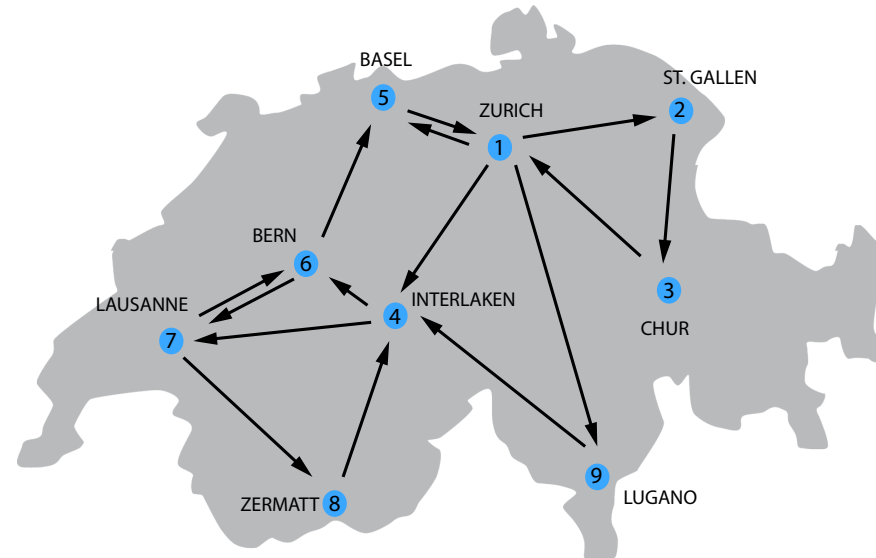 BASEL
5
ST. GALLEN
2
ZURICH
1
BERN
6
3
CHUR
LAUSANNE
7
INTERLAKEN
4
9
LUGANO
ZERMATT 8